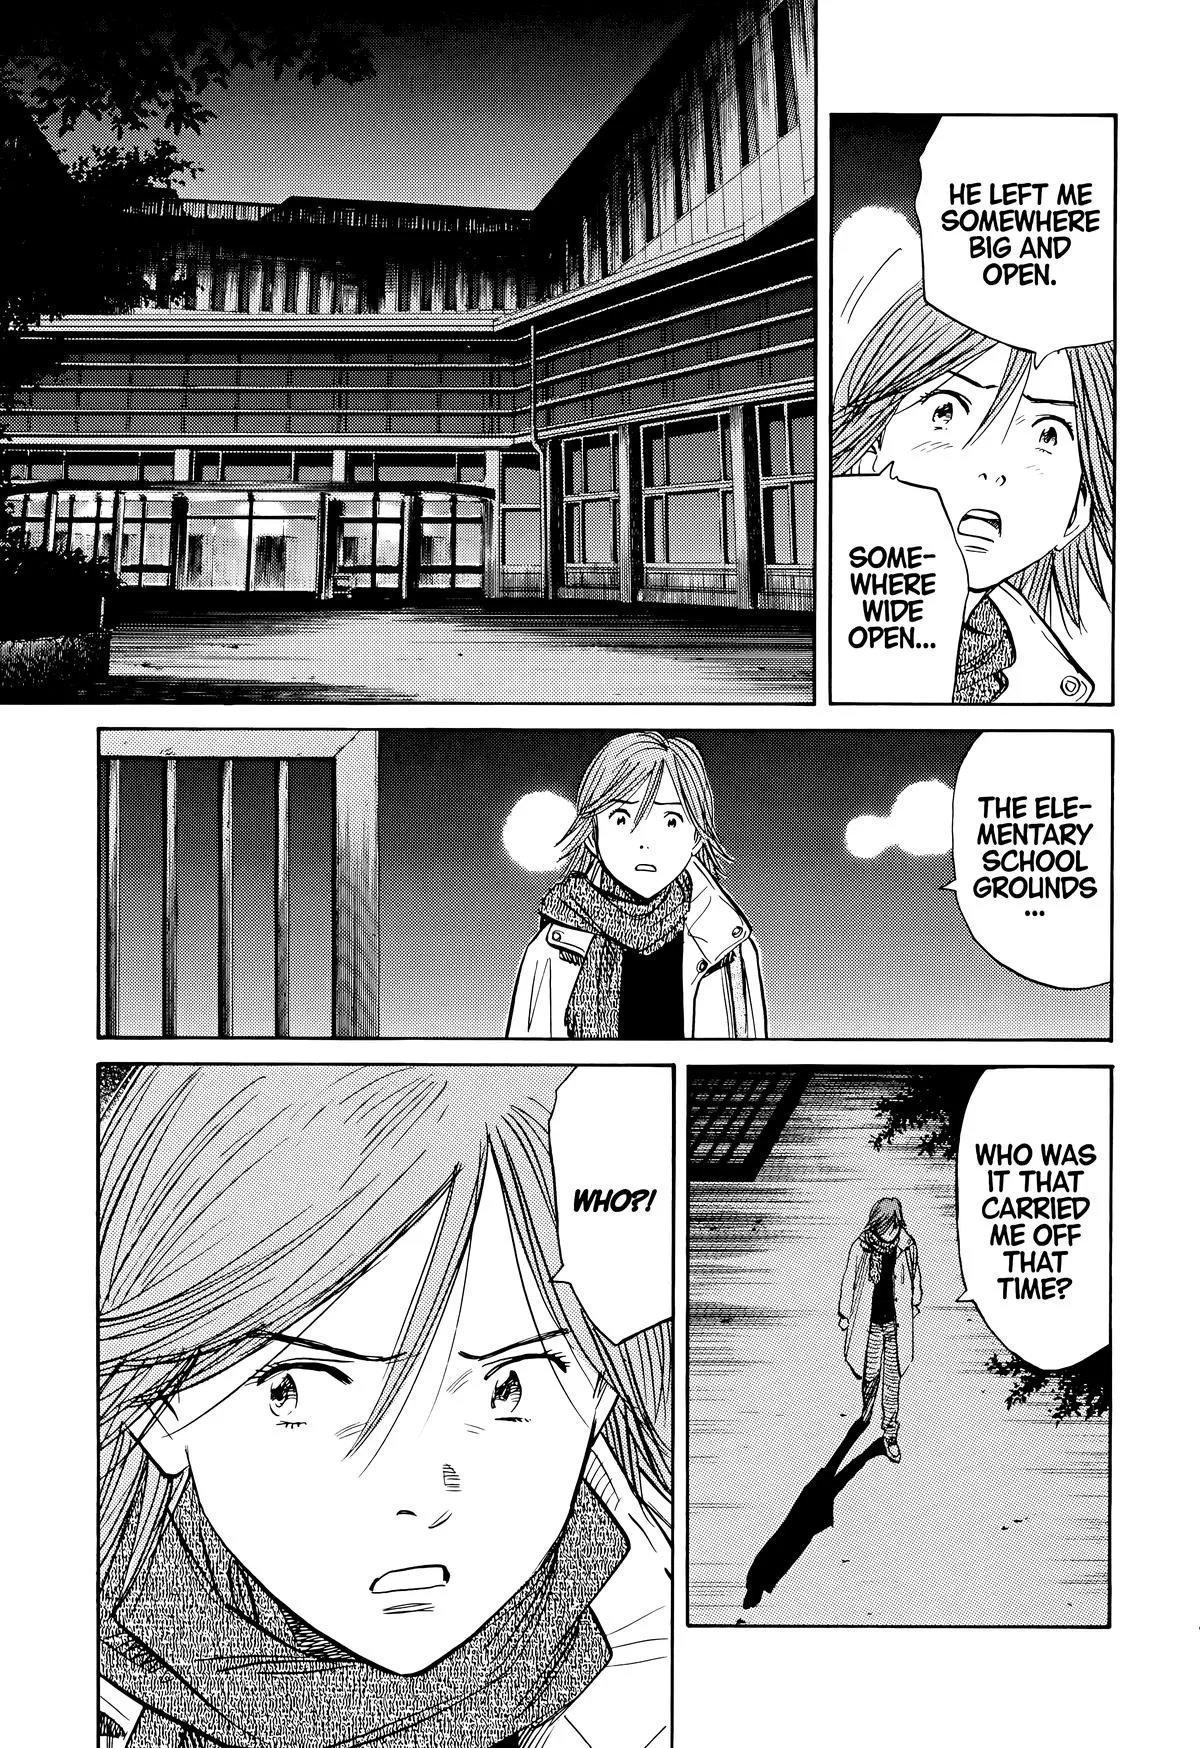 HE LEFT ME
SOMEWHERE
BIG AND
OPEN.
SOME-
WHERE
WIDE
OPEN...
THE ELE-
MENTARY
SCHOOL
GROUNDS
...
WHO WAS
IT THAT
CARRIED
ME OFF
THAT
TIME?
WHO?!